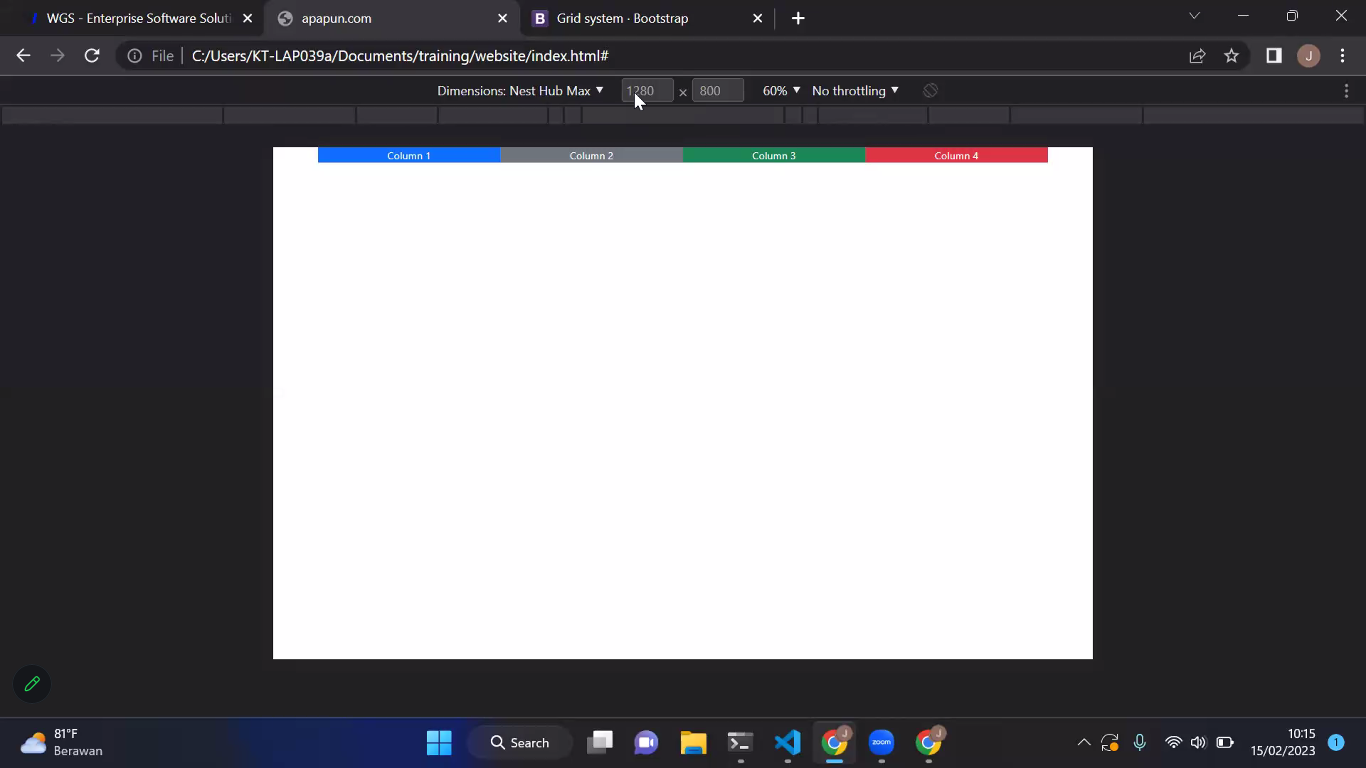 WGS - Enterprise Software Soluti
apapun.com
B Grid system · Bootstrap
File C:/Users/KT-LAP039a/Documents/training/website/index.html#
J
Dimensions: Nest Hub Max 1280 × 800 60% No throttling
Column 1 Column 2 Column 3 Column 4
81°F
Berawan
Search
J
zoom
J
10:15
15/02/2023
1